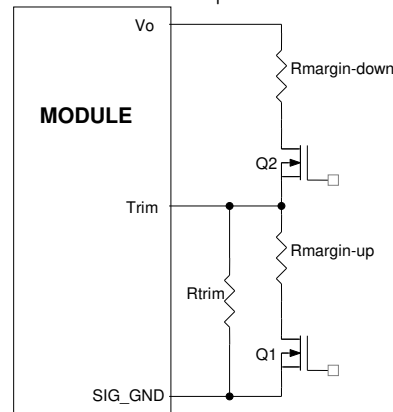 Vo
Rmargin-down
MODULE
Q2
Trim
Rmargin-up
Rtrim
Q1
SIG_GND